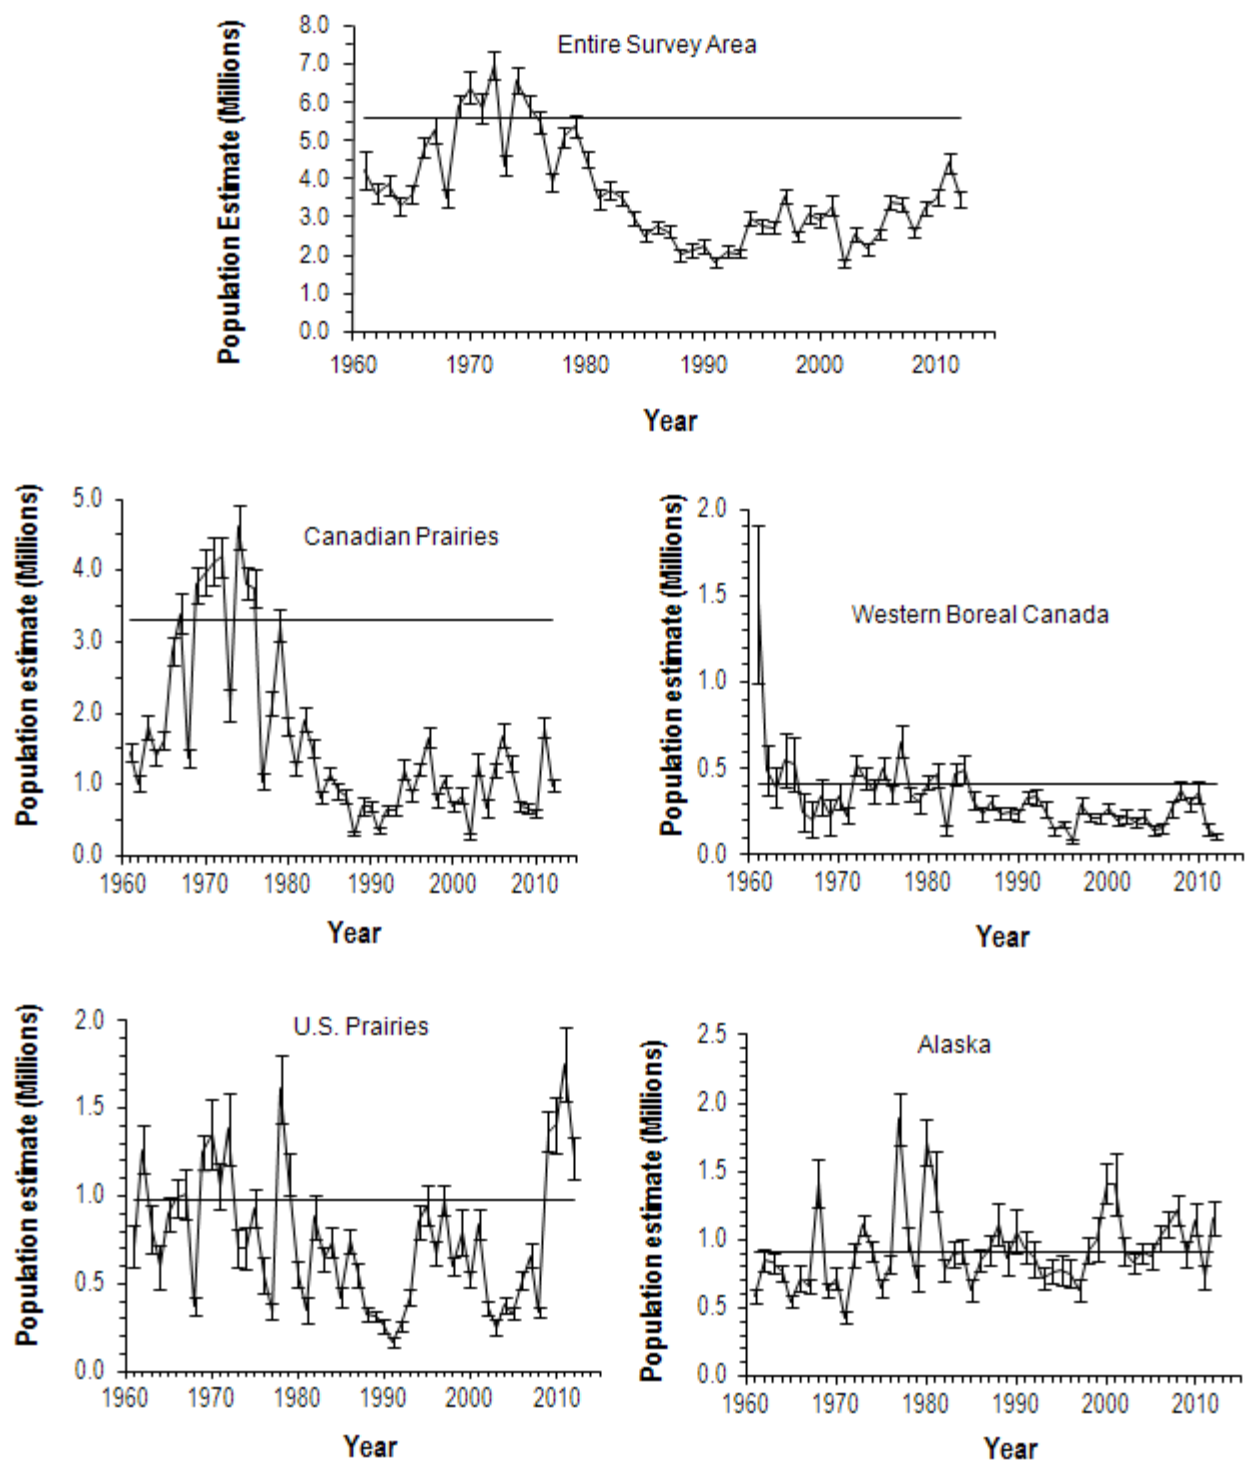 Entire Survey Area
Population Estimate (Millions)
8.0
7.0
6.0
5.0
4.0
3.0
2.0
1.0
0.0
1960 1970 1980 1990 2000 2010
Year
Canadian Prairies
Population estimate (Millions)
5.0
4.0
3.0
2.0
1.0
0.0
1960 1970 1980 1990 2000 2010
Year
Western Boreal Canada
Population estimate (Millions)
2.0
1.5
1.0
0.5
0.0
1960 1970 1980 1990 2000 2010
Year
U.S. Prairies
Population estimate (Millions)
2.0
1.5
1.0
0.5
0.0
1960 1970 1980 1990 2000 2010
Year
Alaska
Population estimate (Millions)
2.5
2.0
1.5
1.0
0.5
0.0
1960 1970 1980 1990 2000 2010
Year